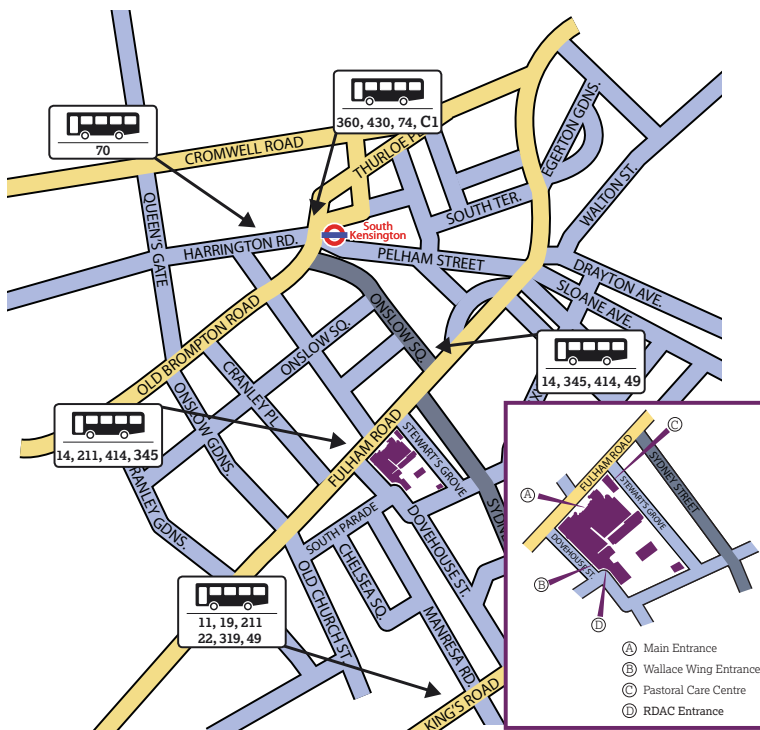 360, 430, 74, C1
70
CROMWELL ROAD
EGERTON GDNS.
WALTON ST.
SOUTH TER.
QUEEN'S GATE
South
Kensington
HARRINGTON RD.
PELHAM STREET
DRAYTON AVE.
SLOANE AVE.
ONSLOW SQ.
ONSLOW SQ.
OLD BROMPTON ROAD
CRANLEY PL.
14, 345, 414, 49
ONSLOW GDNS.
14, 211, 414, 345
FULHAM ROAD
STEWART'S GROVE
SOUTH PARADE
DOVEHOUSE ST.
CHELSEA SQ.
OLD CHURCH ST.
MANRESA RD.
11, 19, 211
22, 319, 49
KING'S ROAD
FULHAM ROAD
C
SYDNEY STREET
STEWART'S GROVE
A
DOVEHOUSE ST.
B
D
A Main Entrance
B Wallace Wing Entrance
C Pastoral Care Centre
D RDAC Entrance